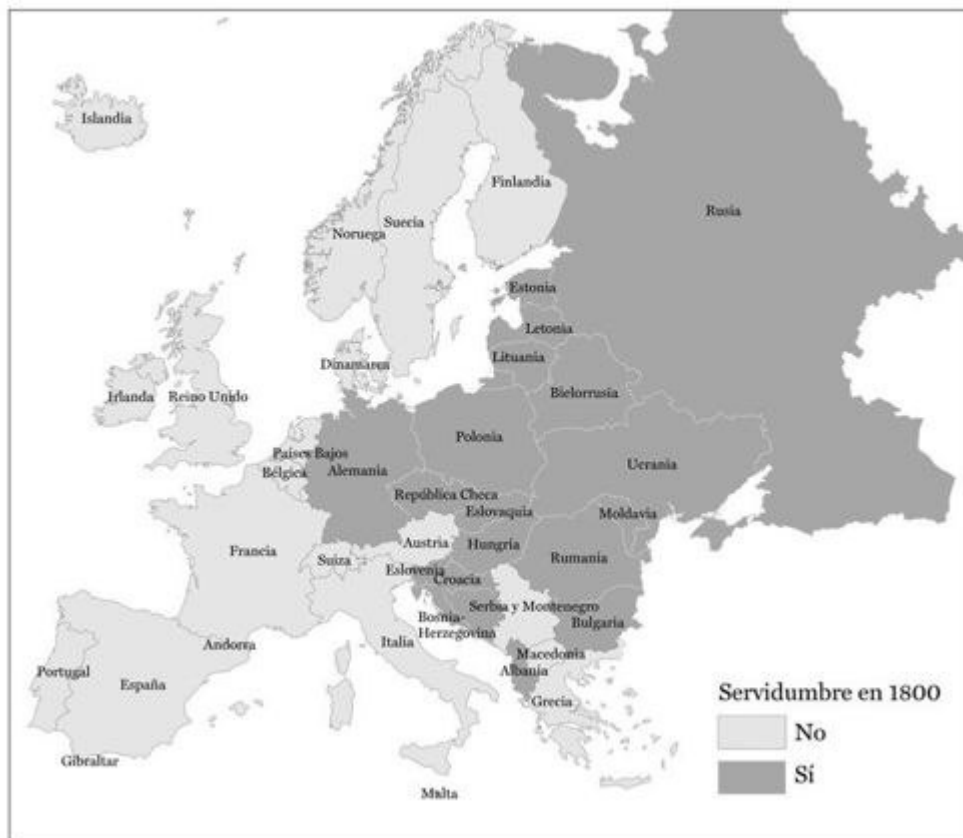 Islandia
Finlandia
Rusia
Suecia
Noruega
Estonia
Letonia
Dinamarca
Lituania
Irlanda
Reino Unido
Bielorrusia
Polonia
Países Bajos
Bélgica
Alemania
Ucrania
República Checa
Eslovaquia
Moldavia
Francia
Austria
Hungría
Suiza
Rumanía
Eslovenia
Croacia
Serbia y Montenegro
Bosnia-
Herzegovina
Bulgaria
Andorra
Italia
Macedonia
Portugal
Albania
España
Grecia
Gibraltar
Malta
Servidumbre en 1800
No
Sí